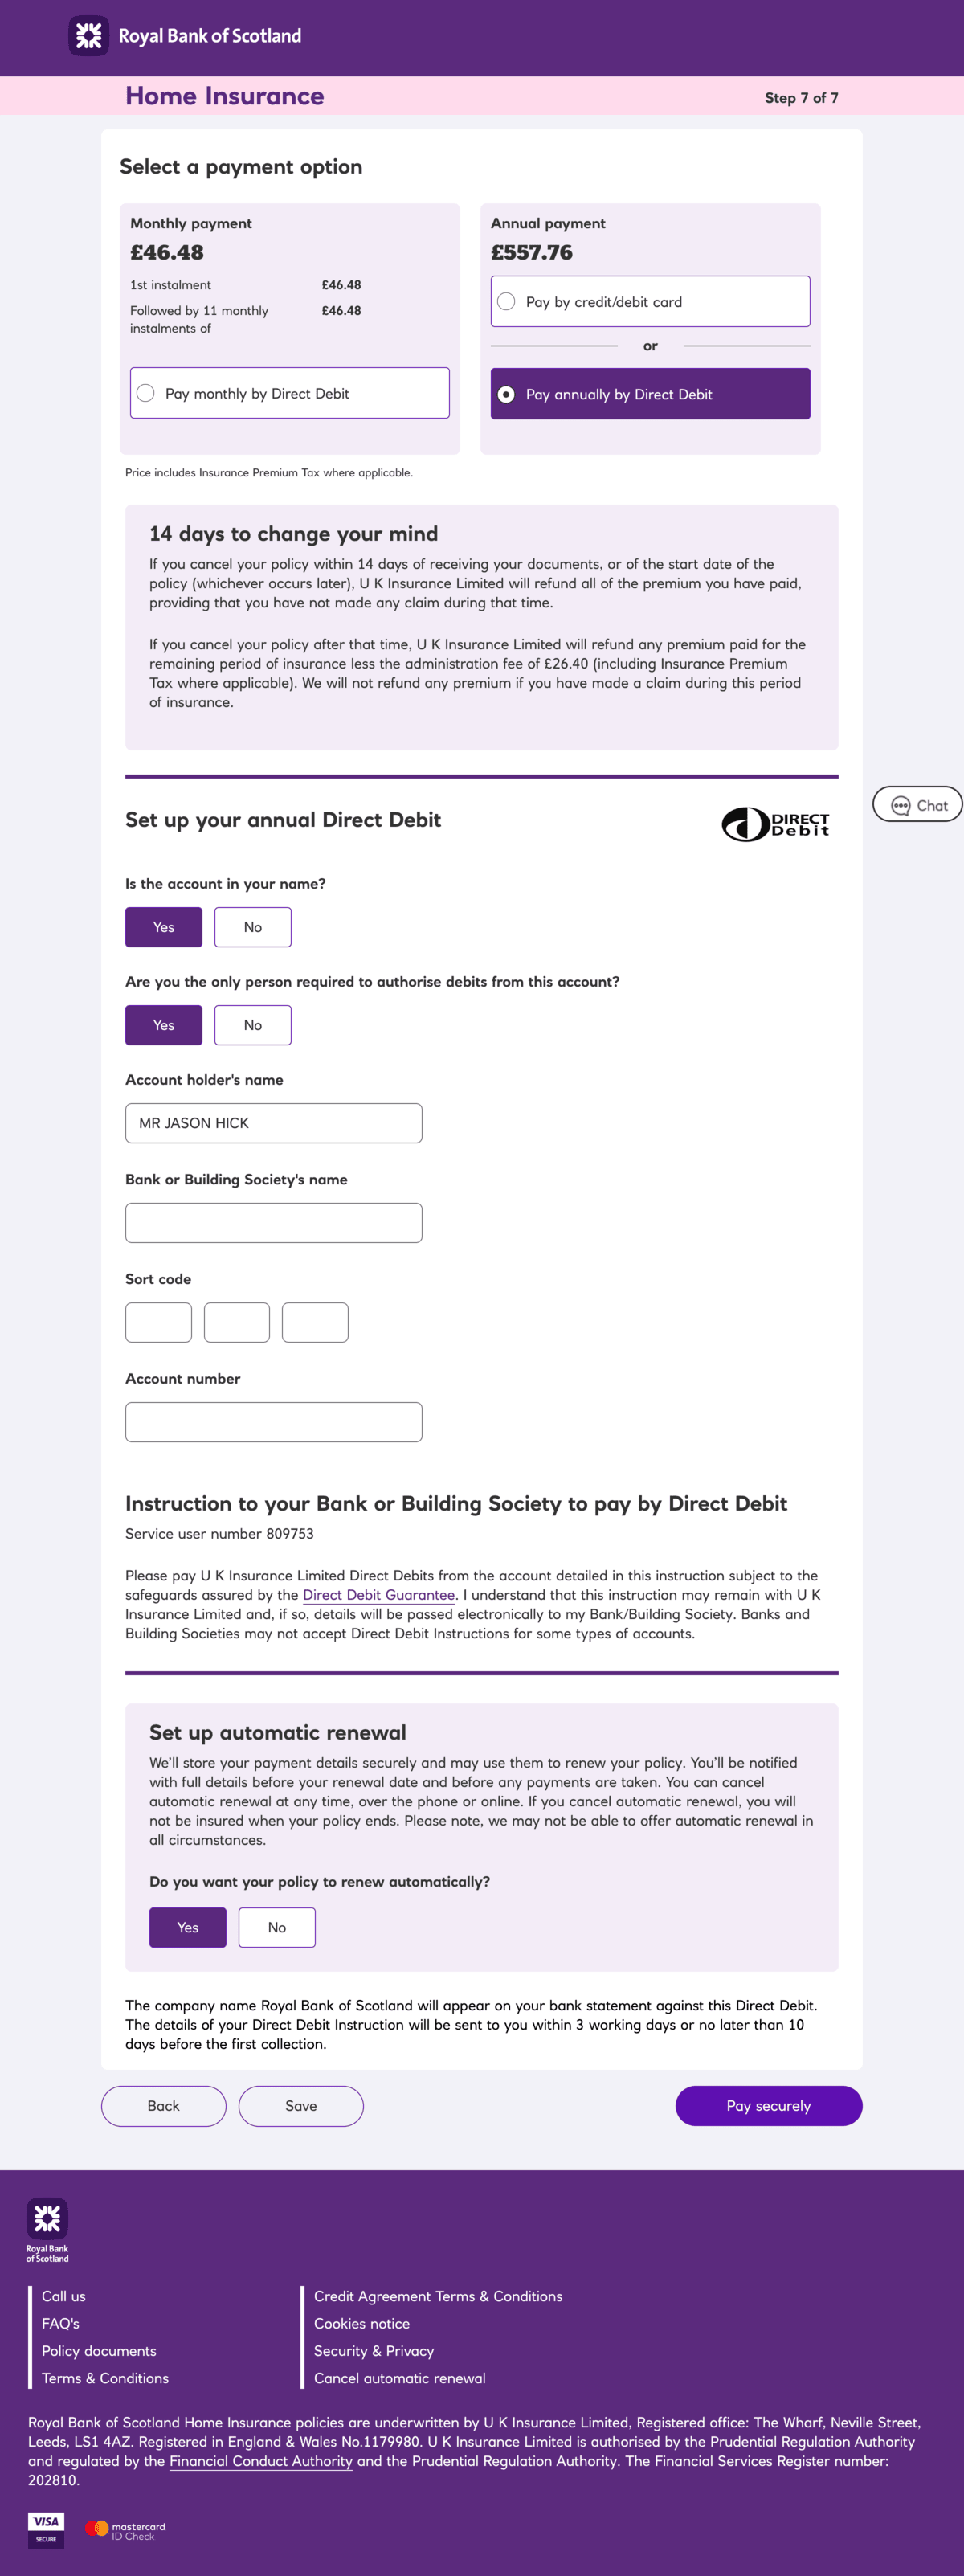 Royal Bank of Scotland
Home Insurance
Step 7 of 7
Select a payment option
Monthly payment
£46.48
1st instalment £46.48
Followed by 11 monthly £46.48
instalments of
Pay monthly by Direct Debit
Annual payment
£557.76
Pay by credit/debit card
or
Pay annually by Direct Debit
Price includes Insurance Premium Tax where applicable.
14 days to change your mind
If you cancel your policy within 14 days of receiving your documents, or of the start date of the
policy (whichever occurs later), U K Insurance Limited will refund all of the premium you have paid,
providing that you have not made any claim during that time.
If you cancel your policy after that time, U K Insurance Limited will refund any premium paid for the
remaining period of insurance less the administration fee of £26.40 (including Insurance Premium
Tax where applicable). We will not refund any premium if you have made a claim during this period
of insurance.
Chat
Set up your annual Direct Debit
DIRECT
Debit
Is the account in your name?
Yes No
Are you the only person required to authorise debits from this account?
Yes No
Account holder's name
MR JASON HICK
Bank or Building Society's name
Sort code
Account number
Instruction to your Bank or Building Society to pay by Direct Debit
Service user number 809753
Please pay U K Insurance Limited Direct Debits from the account detailed in this instruction subject to the
safeguards assured by the Direct Debit Guarantee. I understand that this instruction may remain with U K
Insurance Limited and, if so, details will be passed electronically to my Bank/Building Society. Banks and
Building Societies may not accept Direct Debit Instructions for some types of accounts.
Set up automatic renewal
We'll store your payment details securely and may use them to renew your policy. You'll be notified
with full details before your renewal date and before any payments are taken. You can cancel
automatic renewal at any time, over the phone or online. If you cancel automatic renewal, you will
not be insured when your policy ends. Please note, we may not be able to offer automatic renewal in
all circumstances.
Do you want your policy to renew automatically?
Yes No
The company name Royal Bank of Scotland will appear on your bank statement against this Direct Debit.
The details of your Direct Debit Instruction will be sent to you within 3 working days or no later than 10
days before the first collection.
Back Save Pay securely
Royal Bank
of Scotland
Call us
FAQ's
Policy documents
Terms & Conditions
Credit Agreement Terms & Conditions
Cookies notice
Security & Privacy
Cancel automatic renewal
Royal Bank of Scotland Home Insurance policies are underwritten by U K Insurance Limited, Registered office: The Wharf, Neville Street,
Leeds, LS1 4AZ. Registered in England & Wales No.1179980. U K Insurance Limited is authorised by the Prudential Regulation Authority
and regulated by the Financial Conduct Authority and the Prudential Regulation Authority. The Financial Services Register number:
202810.
VISA
SECURE
mastercard
ID Check